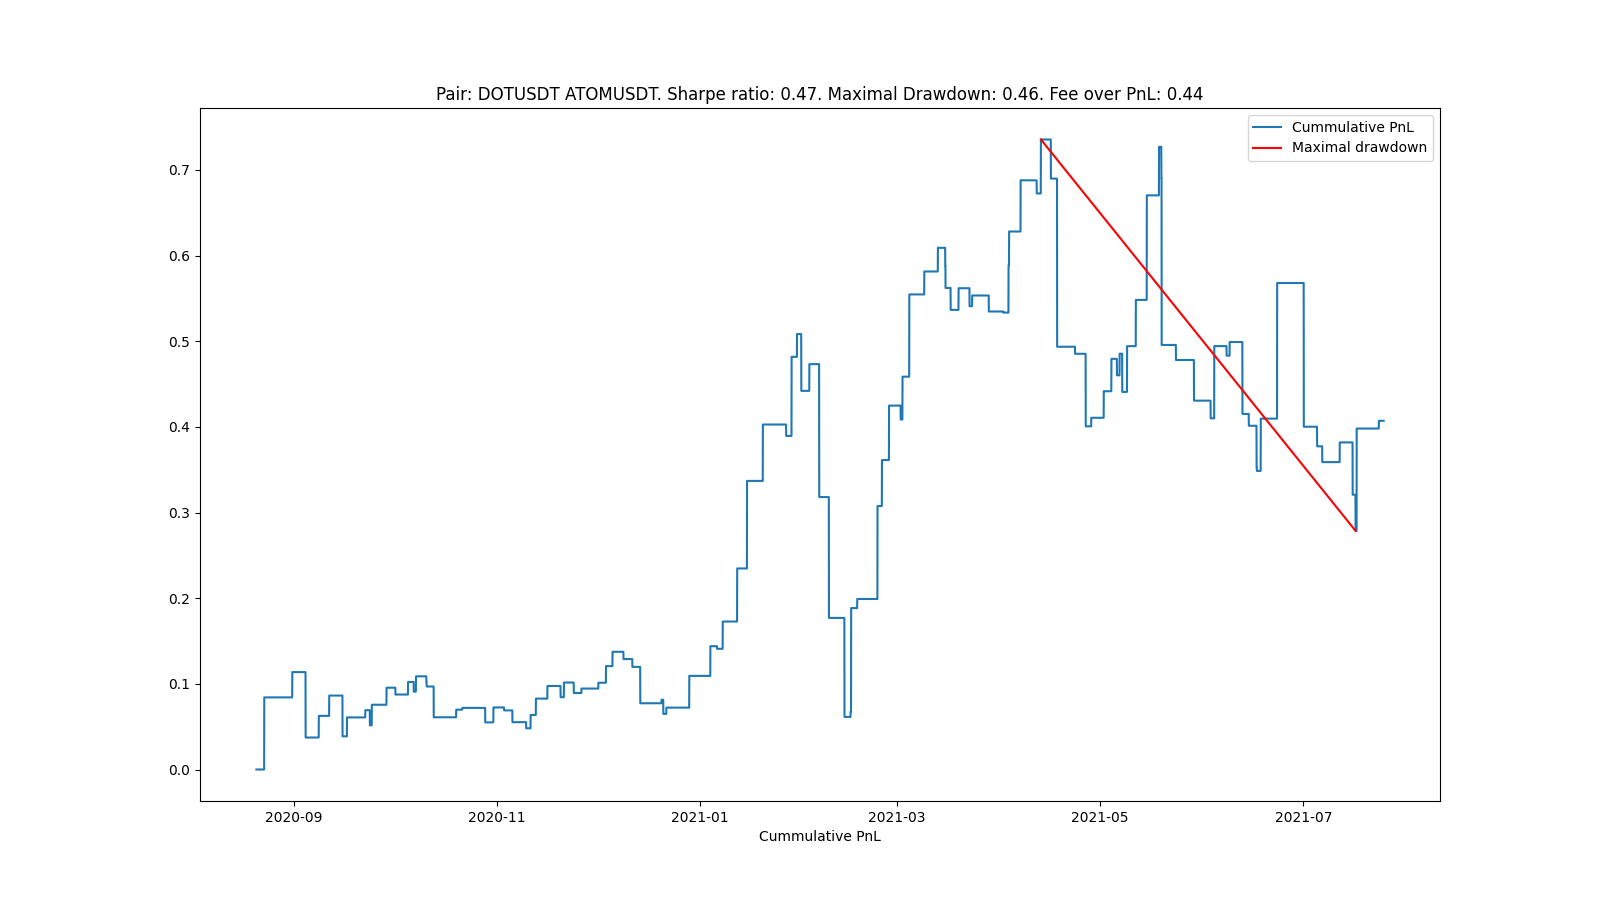 Pair: DOTUSDT ATOMUSDT. Sharpe ratio: 0.47. Maximal Drawdown: 0.46. Fee over PnL: 0.44
Cummulative PnL
Maximal drawdown
0.7
0.6
0.5
0.4
0.3
0.2
0.1
0.0
2020-09 2020-11 2021-01 2021-03 2021-05 2021-07
Cummulative PnL